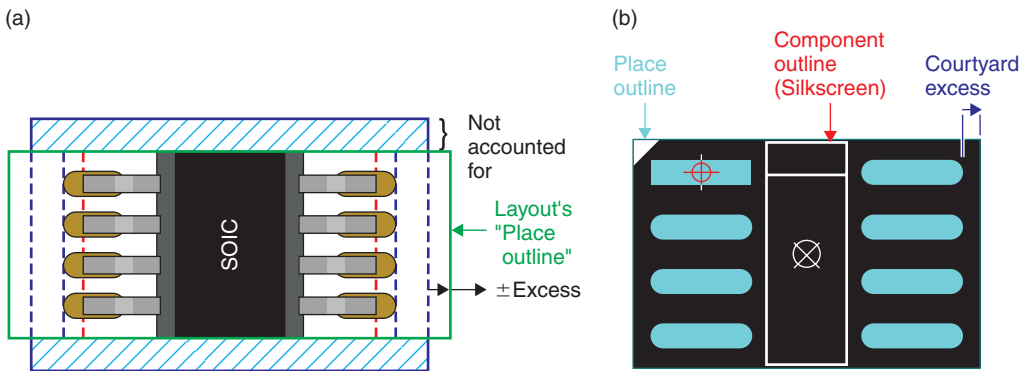 (a)
Not
accounted
for
}
SOIC
Layout's
"Place
outline"
±Excess
(b)
Place
outline
Component
outline
(Silkscreen)
Courtyard
excess